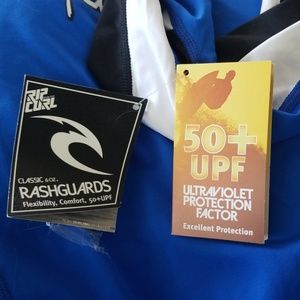 RIP
CURL
CLASSIC 6 OZ.
RASHGUARDS
Flexibility, Comfort, 50+UPF
50+
UPF
ULTRAVIOLET
PROTECTION
FACTOR
Excellent Protection